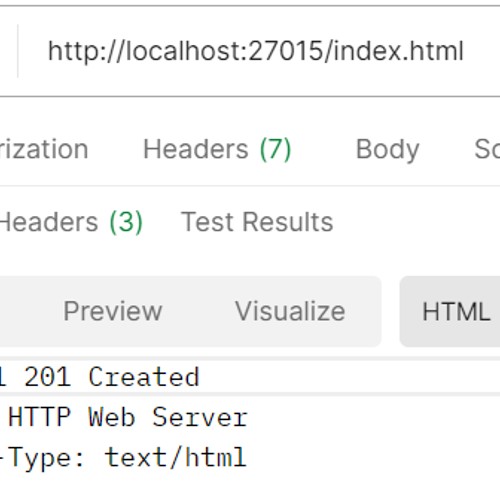 http://localhost:27015/index.html
rization Headers (7) Body Sc
Headers (3) Test Results
Preview Visualize HTML
1 201 Created
HTTP Web Server
-Type: text/html